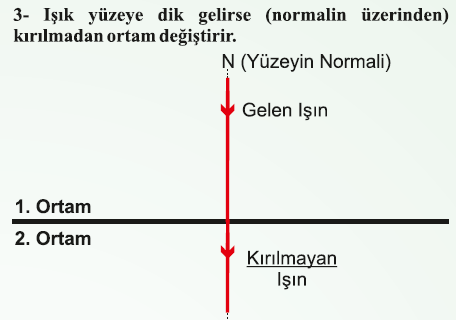 3- Işık yüzeye dik gelirse (normalin üzerinden)
kırılmadan ortam değiştirir.
N (Yüzeyin Normali)
Gelen Işın
1. Ortam
2. Ortam
Kırılmayan
Işın